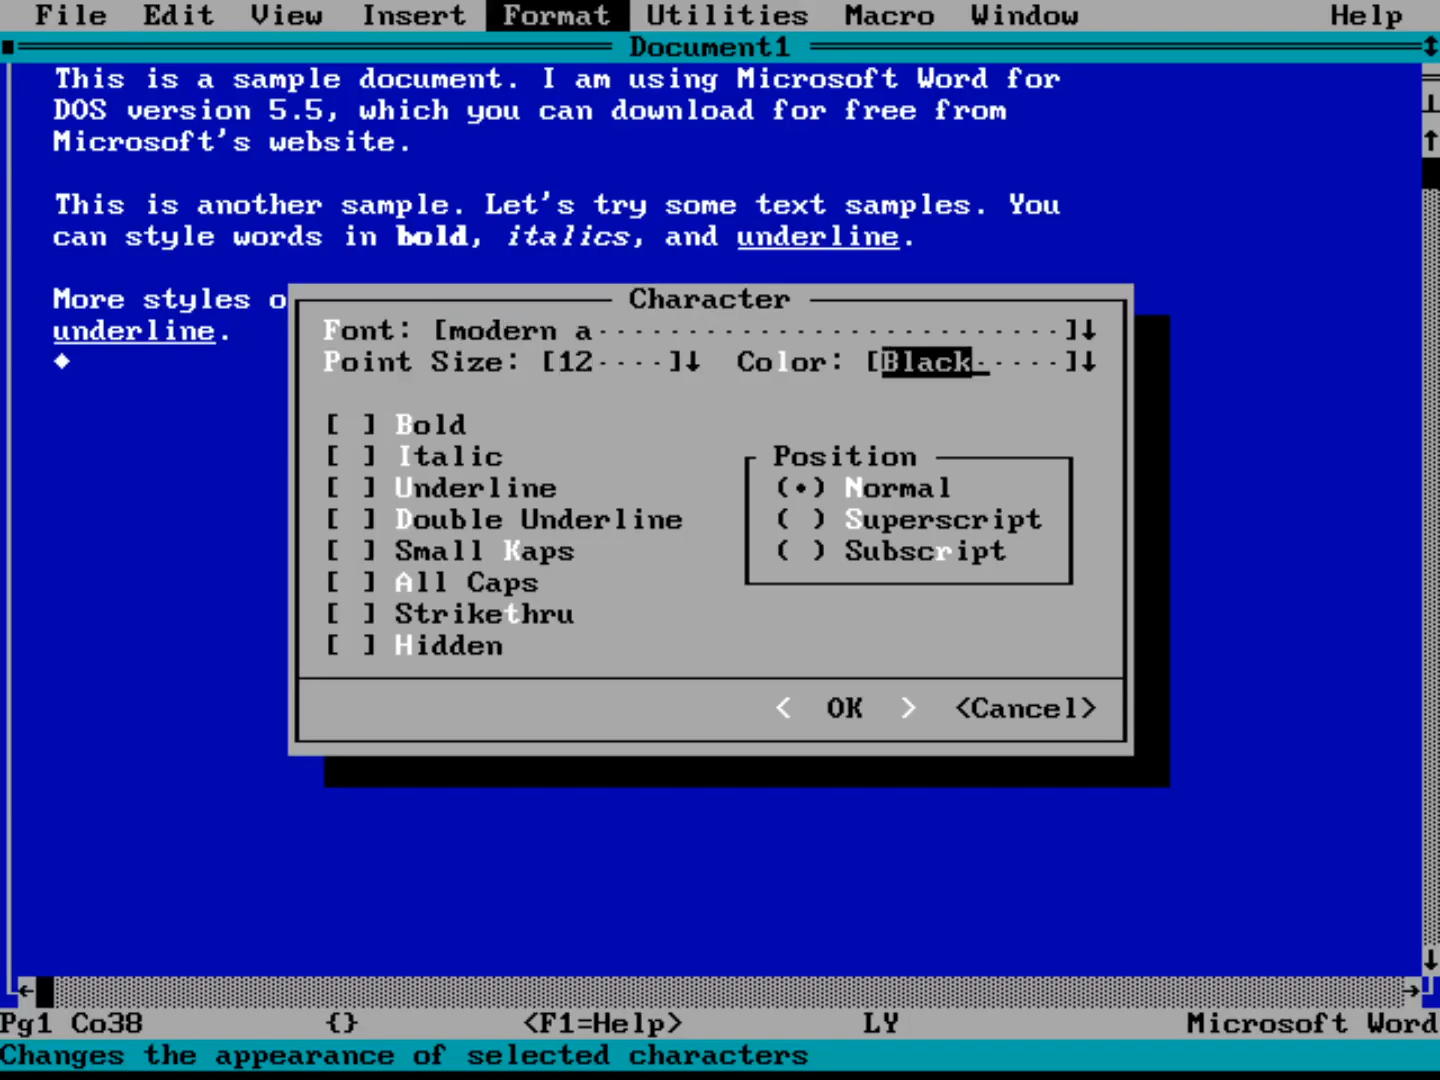 File Edit View Insert Format Utilities Macro Window Help
Document1
This is a sample document. I am using Microsoft Word for
DOS version 5.5, which you can download for free from
Microsoft's website.
This is another sample. Let's try some text samples. You
can style words in bold, italics, and underline.
More styles o
underline.
Character
Font: [modern a·························]↓
Point Size: [12····]↓ Color: [Black_····]↓
[ ] Bold
[ ] Italic
[ ] Underline
[ ] Double Underline
[ ] Small Kaps
[ ] All Caps
[ ] Strikethru
[ ] Hidden
Position
(•) Normal
( ) Superscript
( ) Subscript
< OK > <Cancel>
Pg1 Co38 {} <F1=Help> LY Microsoft Word
Changes the appearance of selected characters